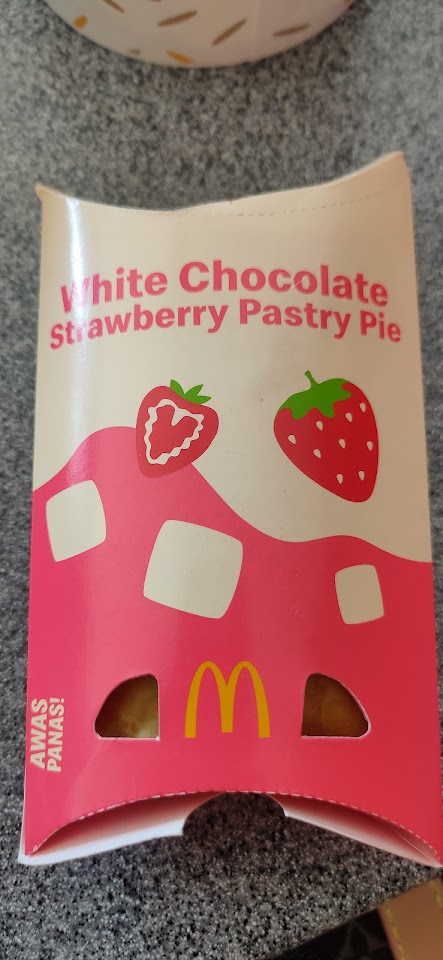 White Chocolate
Strawberry Pastry Pie
AWAS
PANAS!